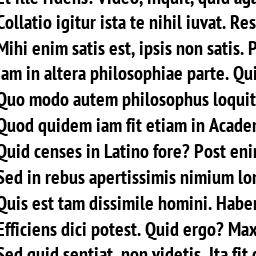 Et ille ridens: Video, inquit, quid aga
Collatio igitur ista te nihil iuvat. Res
Mihi enim satis est, ipsis non satis. P
iam in altera philosophiae parte. Qui
Quo modo autem philosophus loquit
Quod quidem iam fit etiam in Acader
Quid censes in Latino fore? Post eni
Sed in rebus apertissimis nimium lon
Quis est tam dissimile homini. Haber
Efficiens dici potest. Quid ergo? Max
Sed quid sentiat, non videtis. Ita fit c